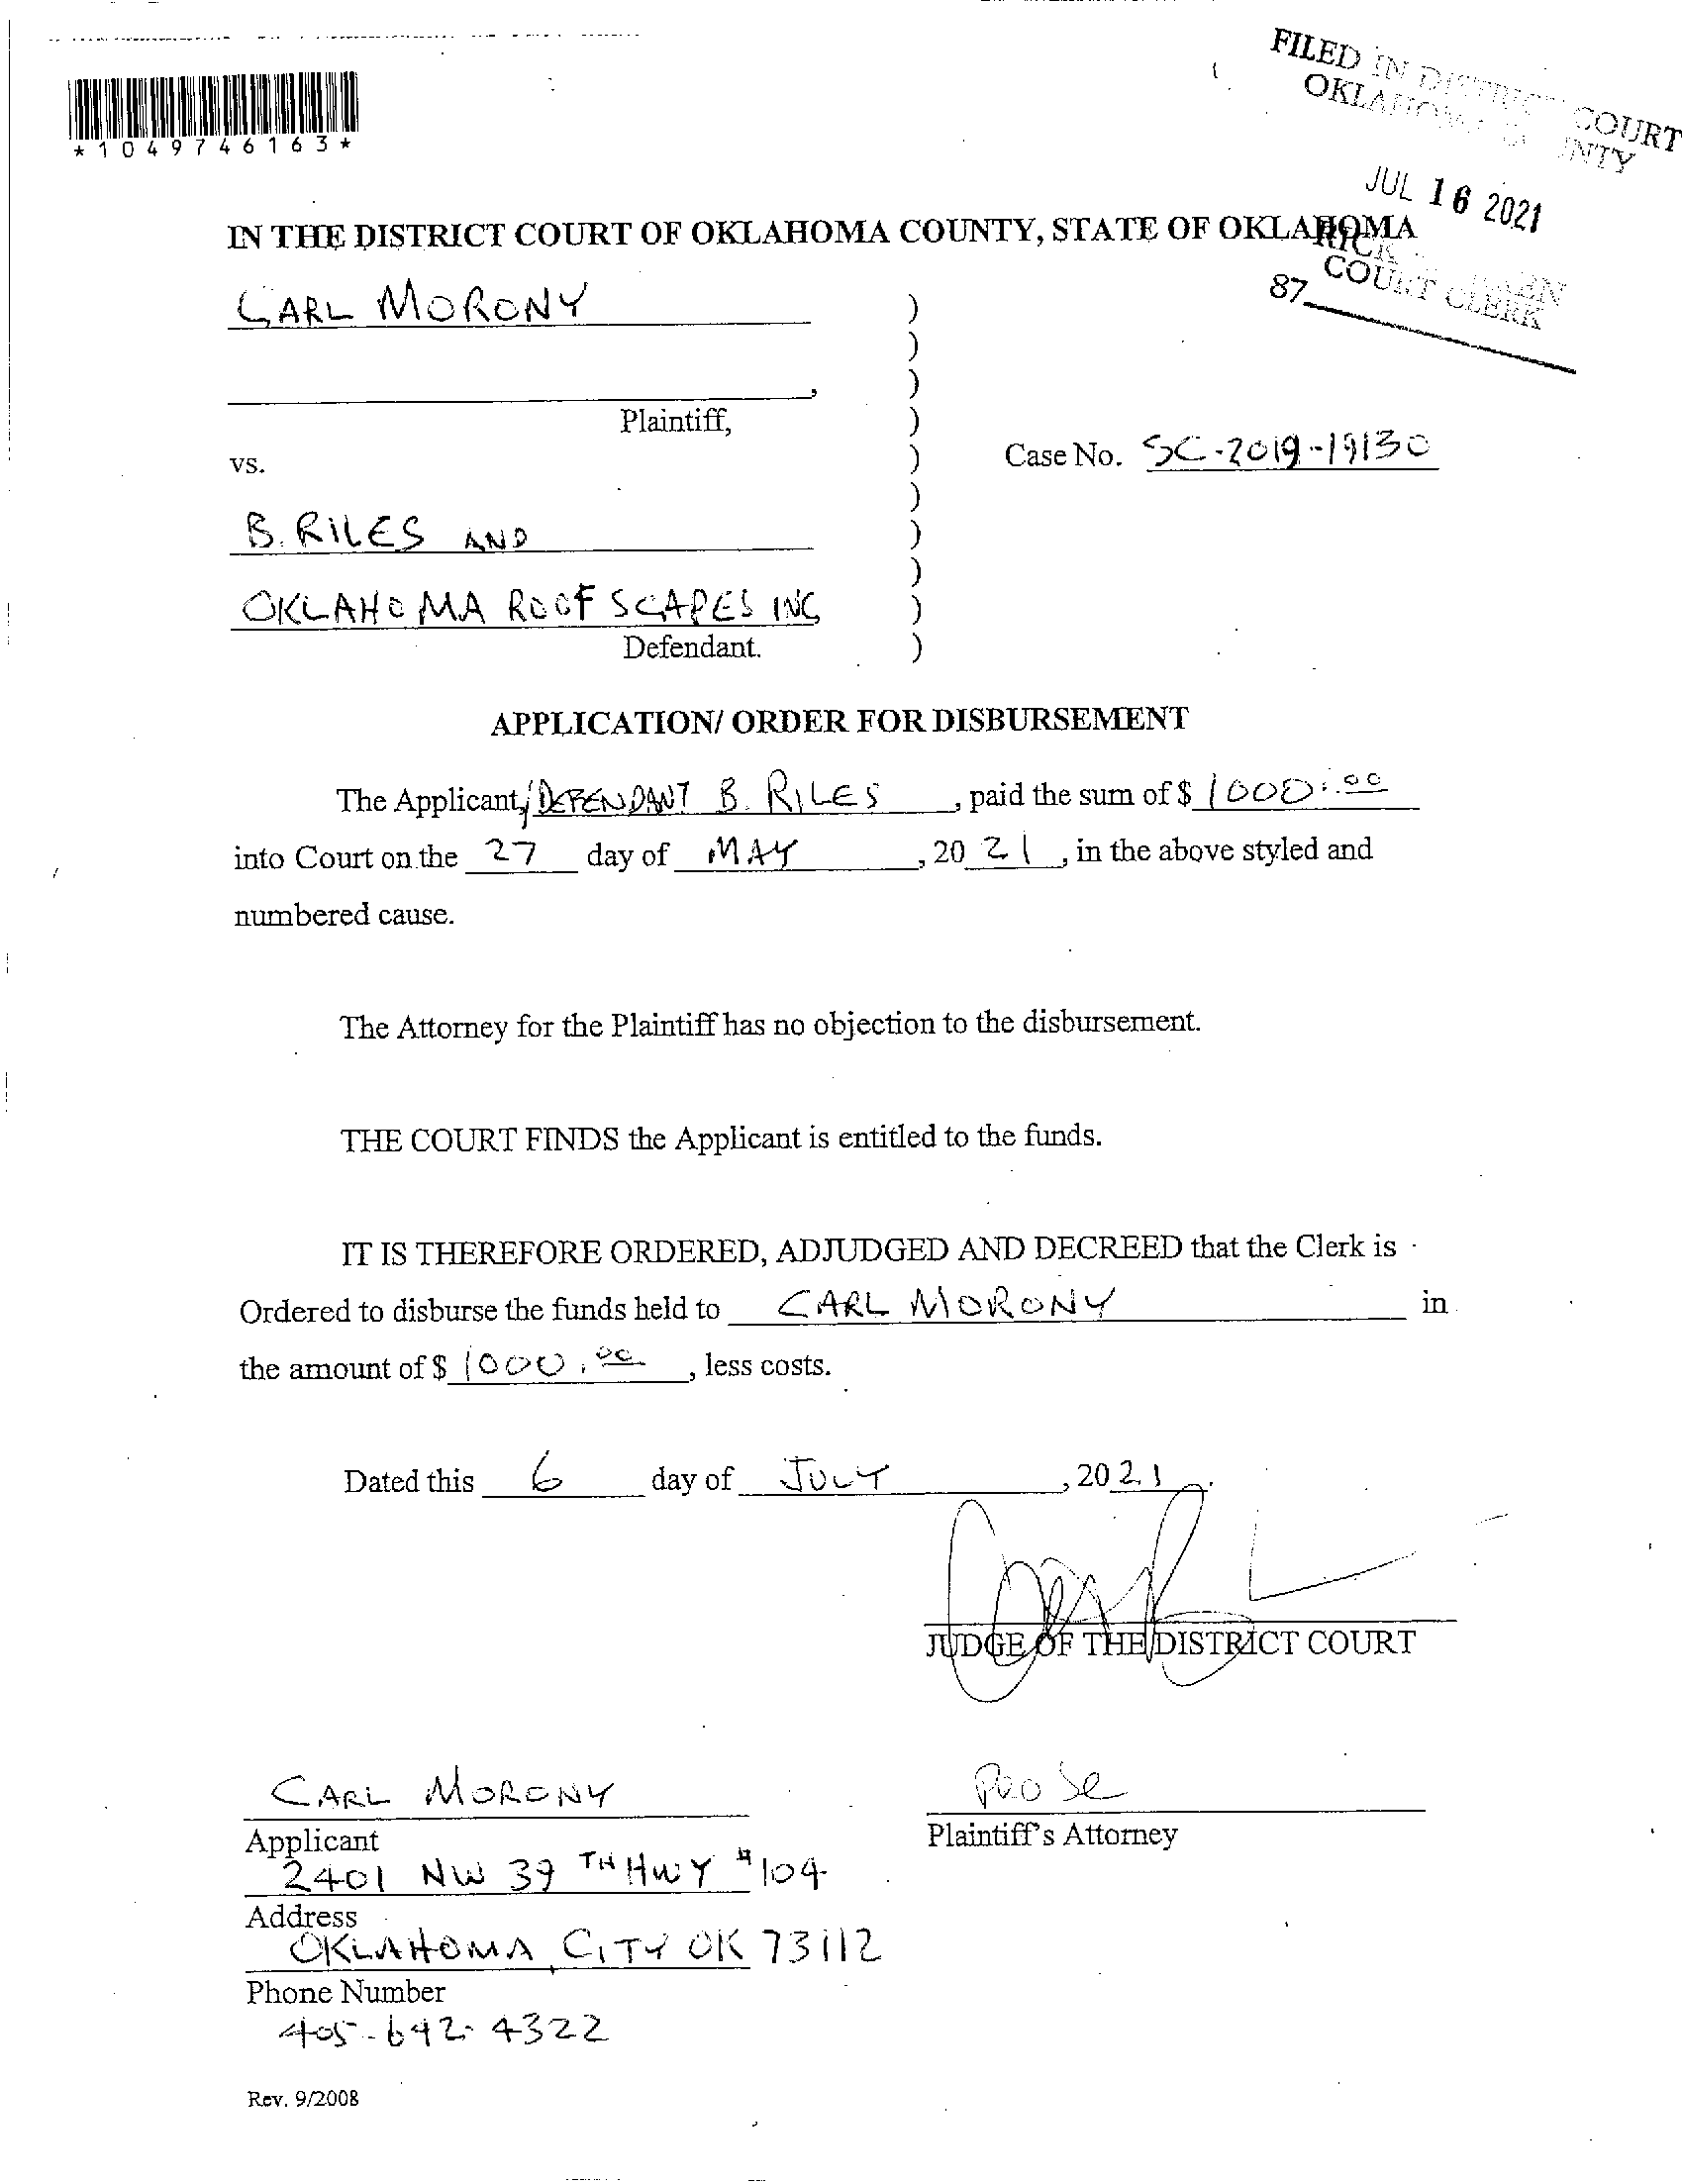 *1049746163*
FILED IN DISTRICT COURT
OKLAHOMA COUNTY
JUL 16 2021
RICK
COURT CLERK
87
IN THE DISTRICT COURT OF OKLAHOMA COUNTY, STATE OF OKLAHOMA
CARL MORONY )
)
, )
Plaintiff, )
vs. ) Case No. SC-2019-19130
)
B. RILES AND )
)
OKLAHOMA ROOF SCAPES INC )
Defendant. )
APPLICATION/ ORDER FOR DISBURSEMENT
The Applicant, DEFENDANT B. RILES, paid the sum of $ 1000.00
into Court on the 27 day of MAY, 20 21, in the above styled and
numbered cause.
The Attorney for the Plaintiff has no objection to the disbursement.
THE COURT FINDS the Applicant is entitled to the funds.
IT IS THEREFORE ORDERED, ADJUDGED AND DECREED that the Clerk is
Ordered to disburse the funds held to CARL MORONY in
the amount of $ 1000.00, less costs.
Dated this 6 day of JULY, 2021.
JUDGE OF THE DISTRICT COURT
CARL MORONY Pro Se
Applicant Plaintiff's Attorney
2401 NW 39TH HWY #104
Address
OKLAHOMA CITY OK 73112
Phone Number
405-642-4322
Rev. 9/2008